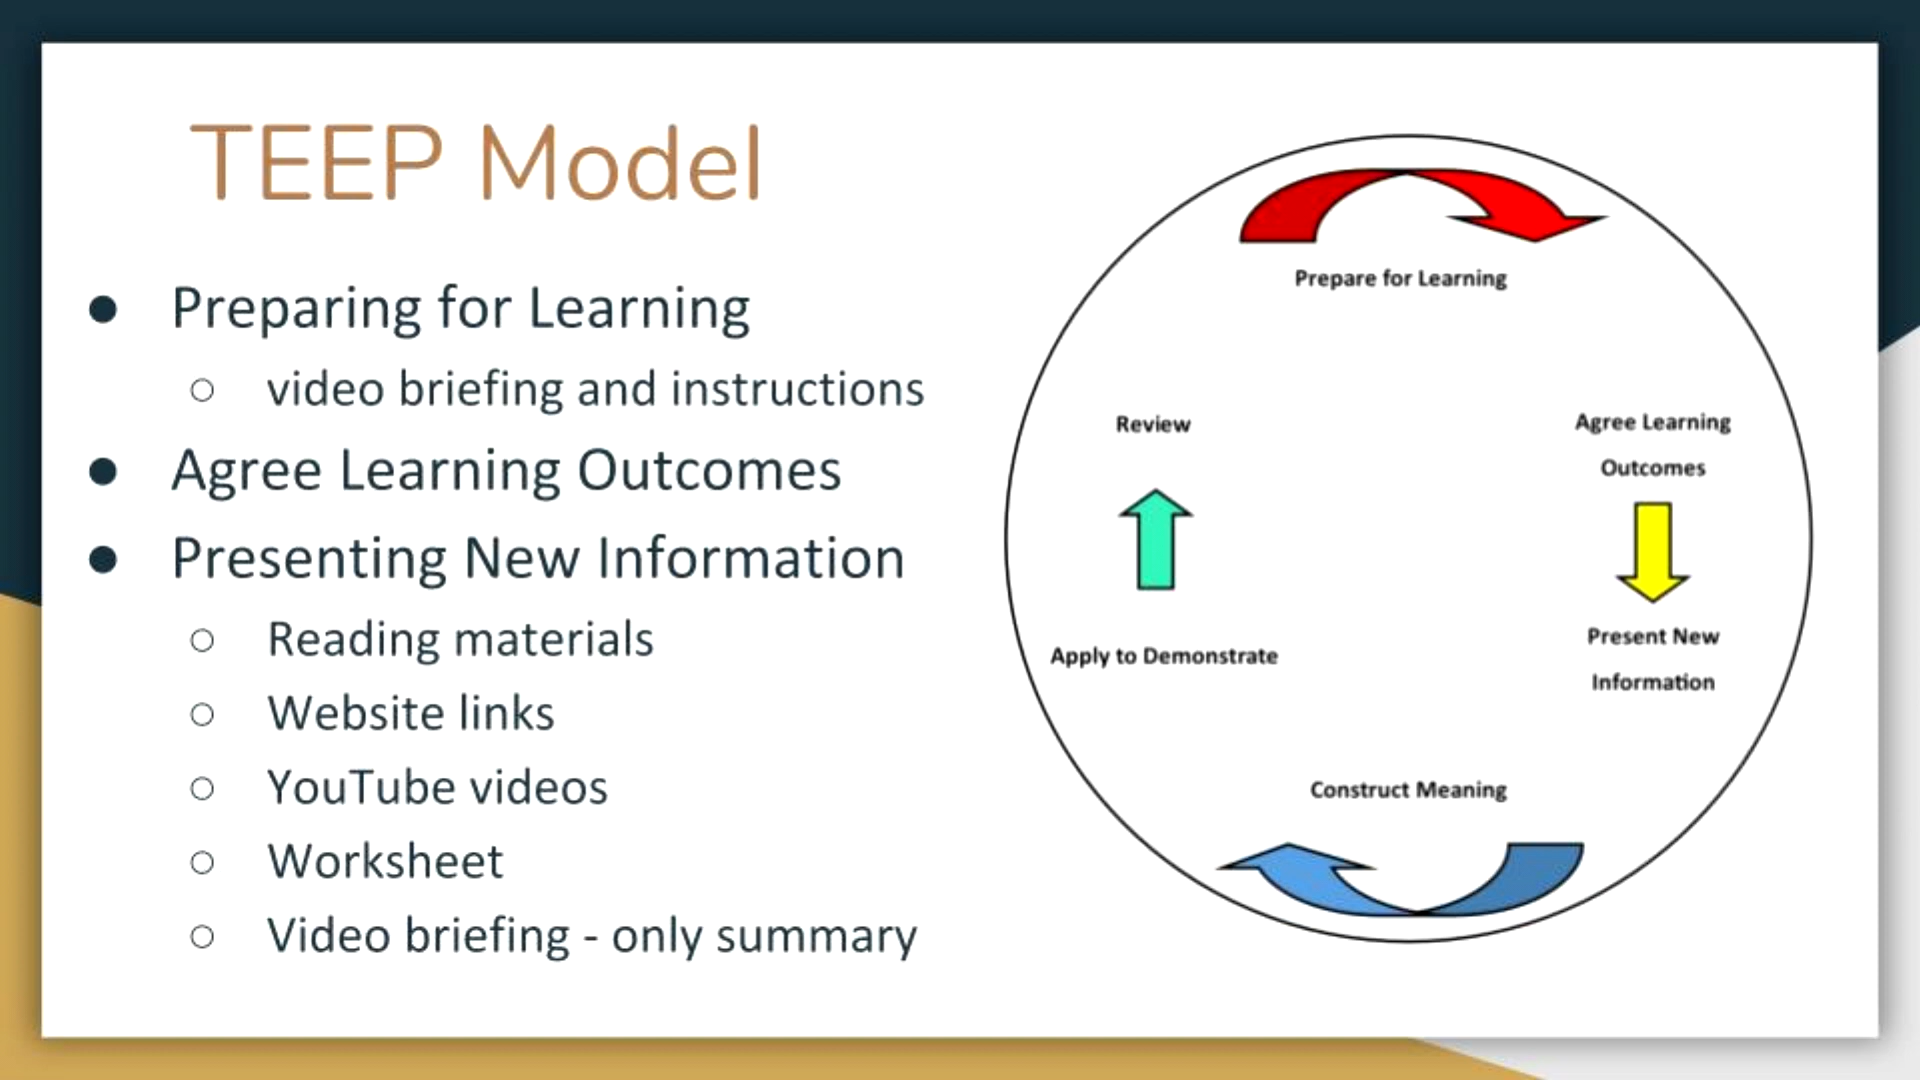 TEEP Model
● Preparing for Learning
○ video briefing and instructions
● Agree Learning Outcomes
● Presenting New Information
○ Reading materials
○ Website links
○ YouTube videos
○ Worksheet
○ Video briefing - only summary
Prepare for Learning
Agree Learning
Outcomes
Present New
Information
Construct Meaning
Apply to Demonstrate
Review